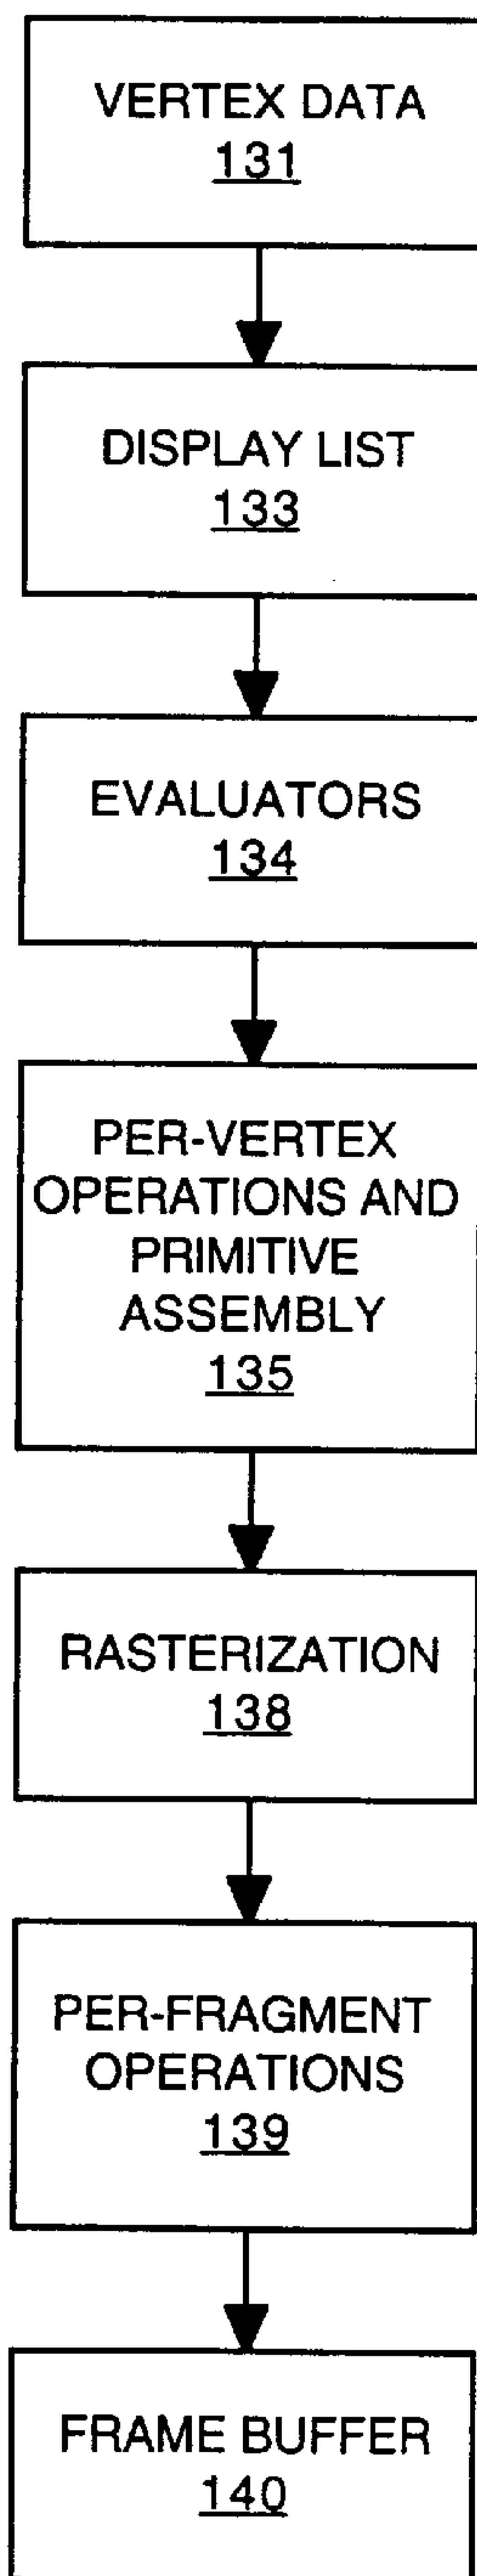 VERTEX DATA
131
DISPLAY LIST
133
EVALUATORS
134
PER-VERTEX
OPERATIONS AND
PRIMITIVE
ASSEMBLY
135
RASTERIZATION
138
PER-FRAGMENT
OPERATIONS
139
FRAME BUFFER
140